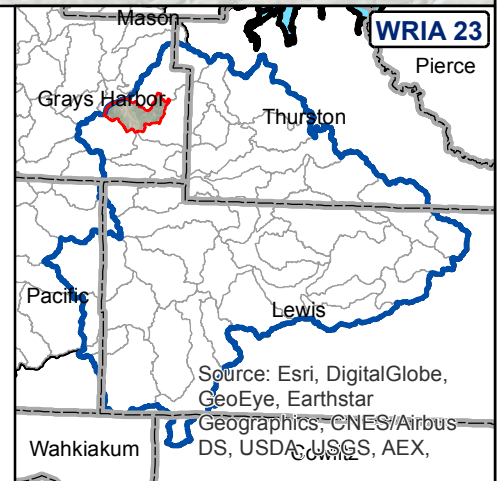 Mason
WRIA 23
Pierce
Grays Harbor
Thurston
Pacific
Lewis
Source: Esri, DigitalGlobe,
GeoEye, Earthstar
Geographics, CNES/Airbus
DS, USDA, USGS, AEX,
Wahkiakum
Cowlitz